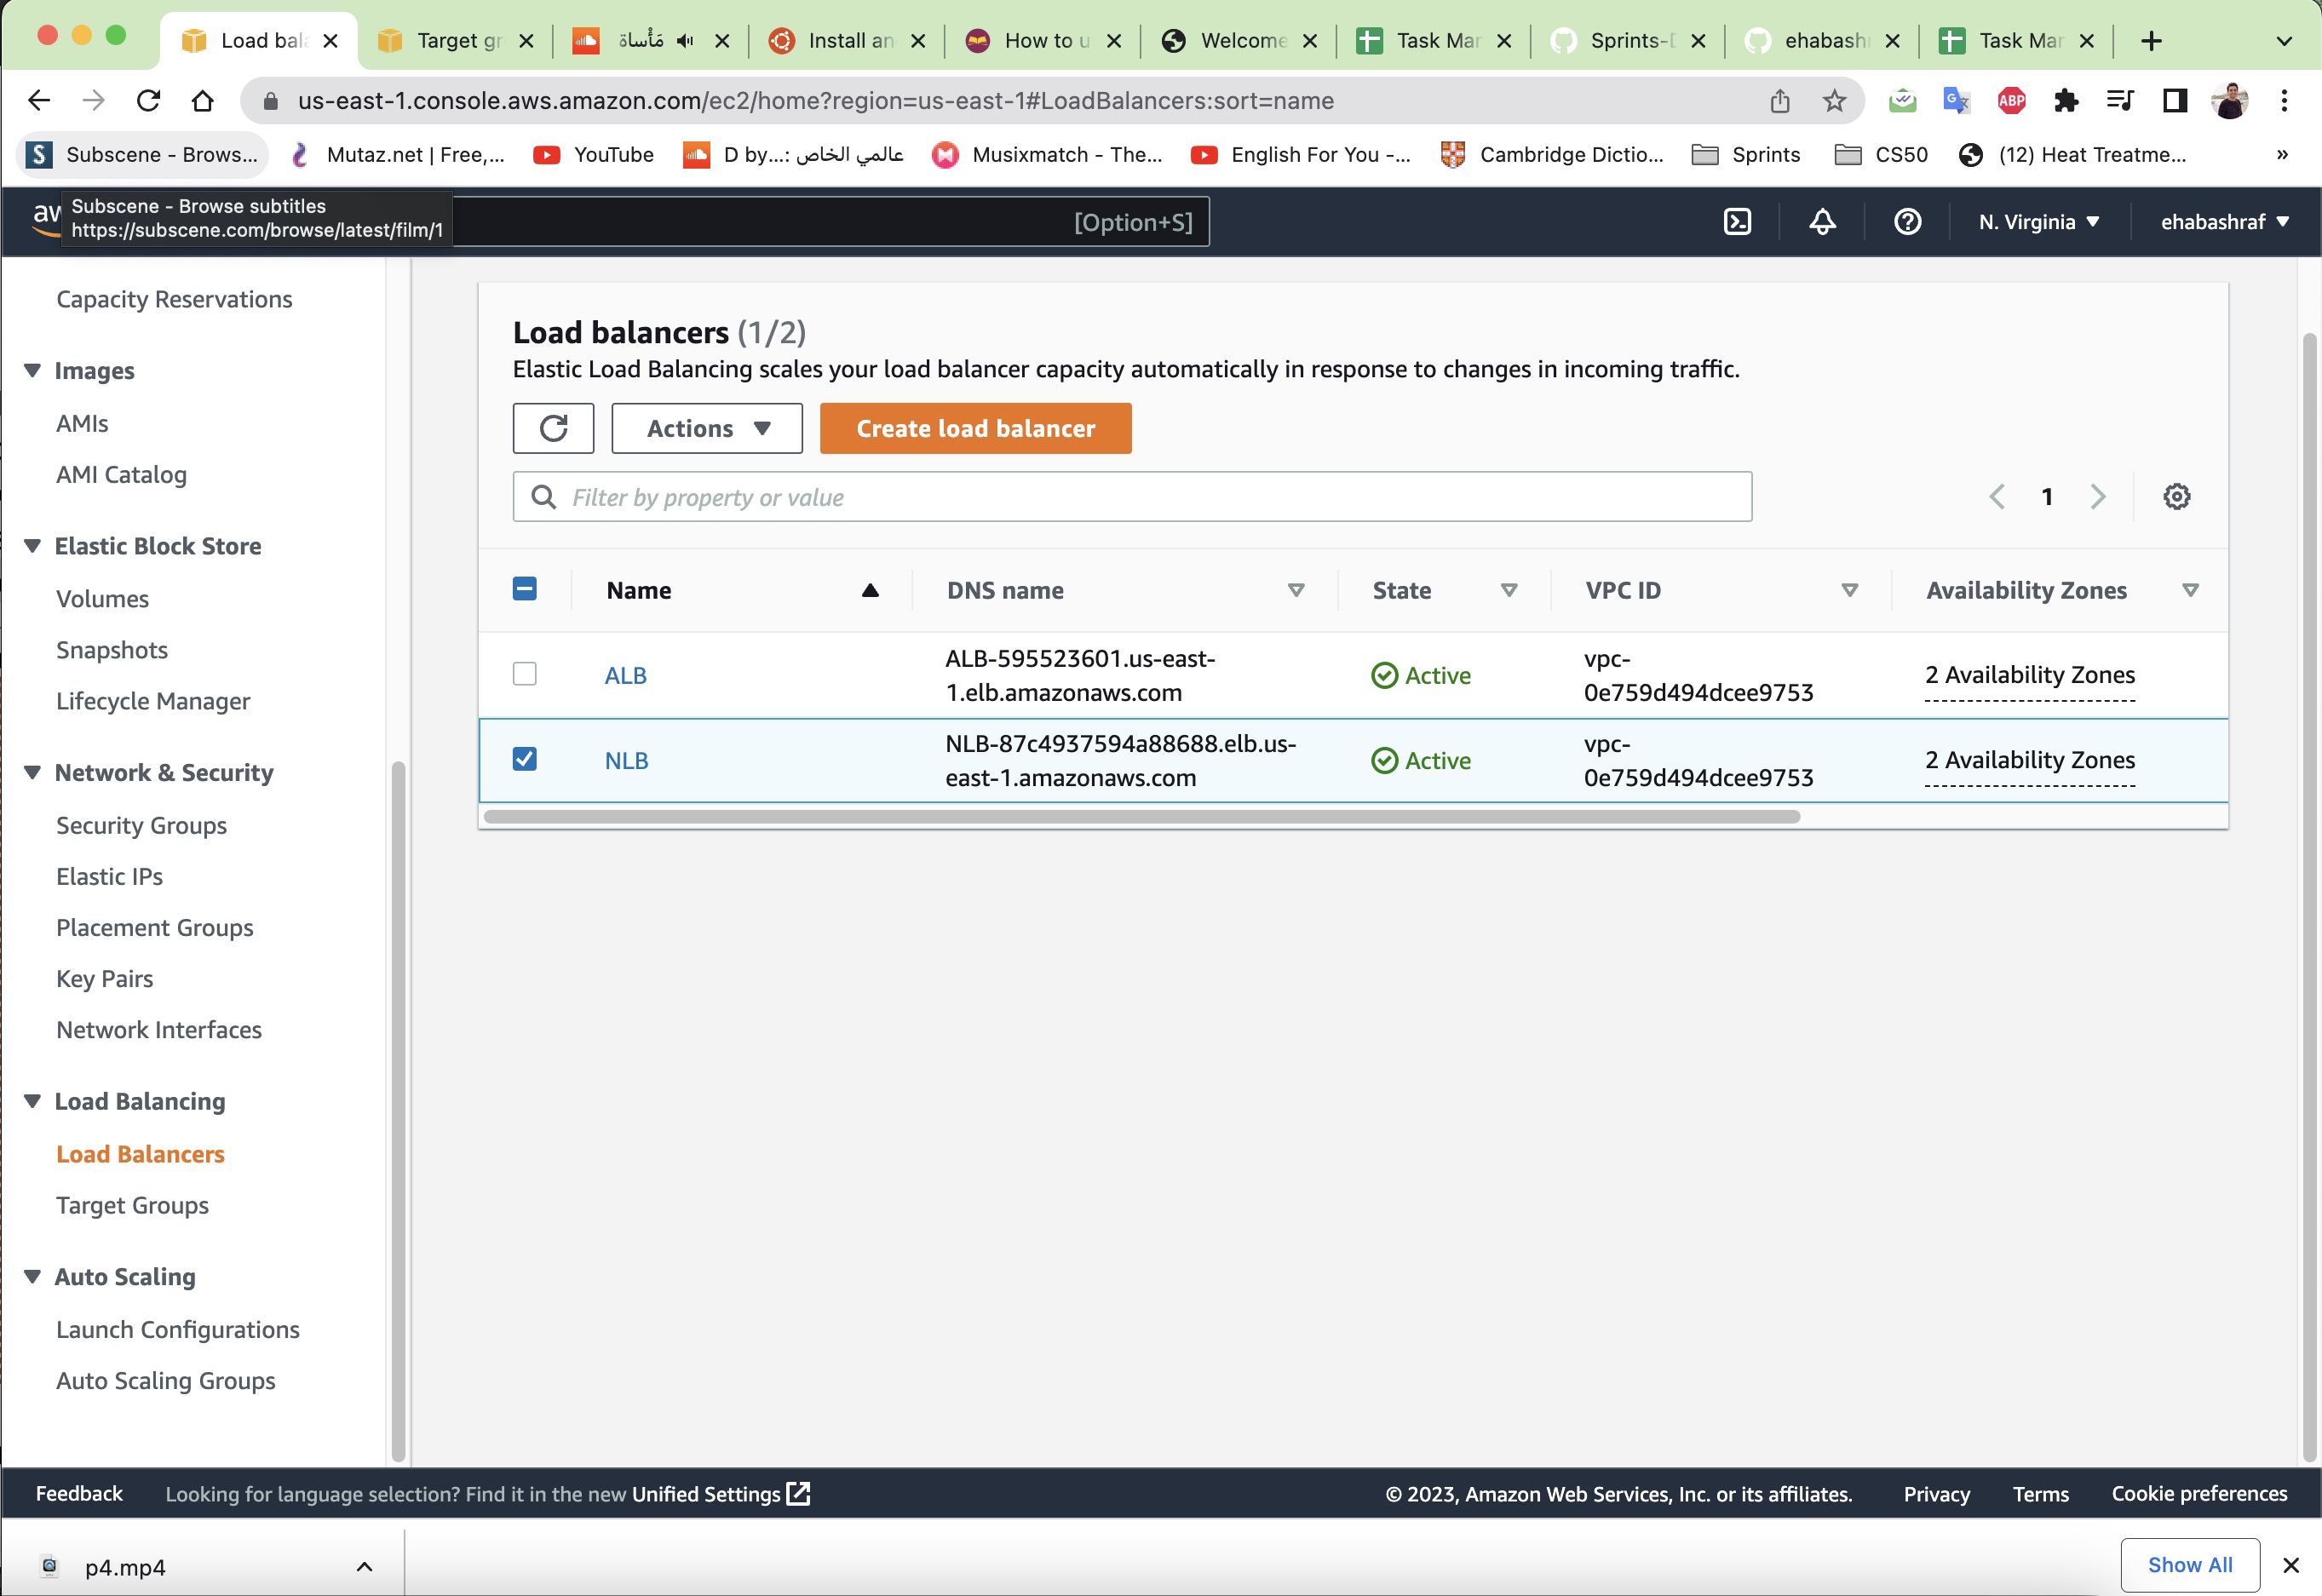 Load bala
Target gr
مَأْساة
Install an
How to u
Welcome
Task Mar
Sprints-D
ehabashr
Task Mar
us-east-1.console.aws.amazon.com/ec2/home?region=us-east-1#LoadBalancers:sort=name
ABP
Subscene - Brows...
Mutaz.net | Free,...
YouTube
D by...: عالمي الخاص
Musixmatch - The...
English For You -...
Cambridge Dictio...
Sprints
CS50
(12) Heat Treatme...
»
Subscene - Browse subtitles
https://subscene.com/browse/latest/film/1
[Option+S]
N. Virginia
ehabashraf
Capacity Reservations
Images
AMIs
AMI Catalog
Elastic Block Store
Volumes
Snapshots
Lifecycle Manager
Network & Security
Security Groups
Elastic IPs
Placement Groups
Key Pairs
Network Interfaces
Load Balancing
Load Balancers
Target Groups
Auto Scaling
Launch Configurations
Auto Scaling Groups
Load balancers (1/2)
Elastic Load Balancing scales your load balancer capacity automatically in response to changes in incoming traffic.
Actions
Create load balancer
Filter by property or value
1
Name
DNS name
State
VPC ID
Availability Zones
ALB
ALB-595523601.us-east-
1.elb.amazonaws.com
Active
vpc-
0e759d494dcee9753
2 Availability Zones
NLB
NLB-87c4937594a88688.elb.us-
east-1.amazonaws.com
Active
vpc-
0e759d494dcee9753
2 Availability Zones
Feedback
Looking for language selection? Find it in the new Unified Settings
© 2023, Amazon Web Services, Inc. or its affiliates.
Privacy
Terms
Cookie preferences
p4.mp4
Show All